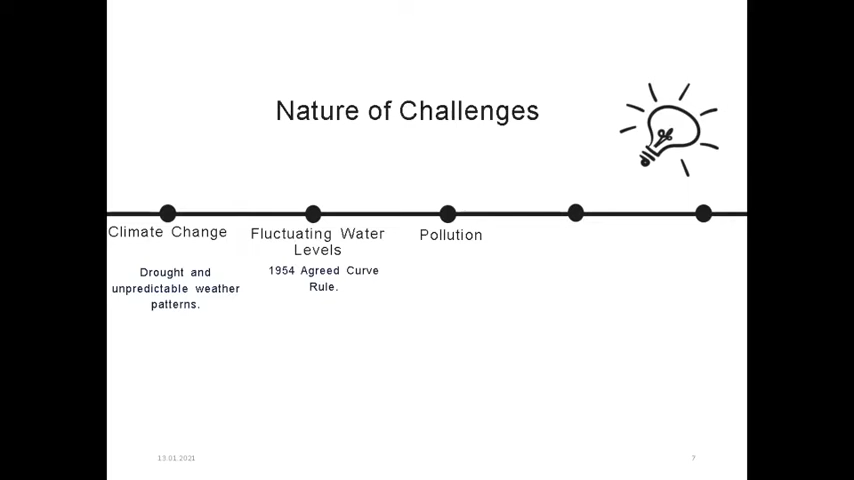 Nature of Challenges
Climate Change
Drought and
unpredictable weather
patterns.
Fluctuating Water
Levels
1954 Agreed Curve
Rule.
Pollution
13.01.2021
7